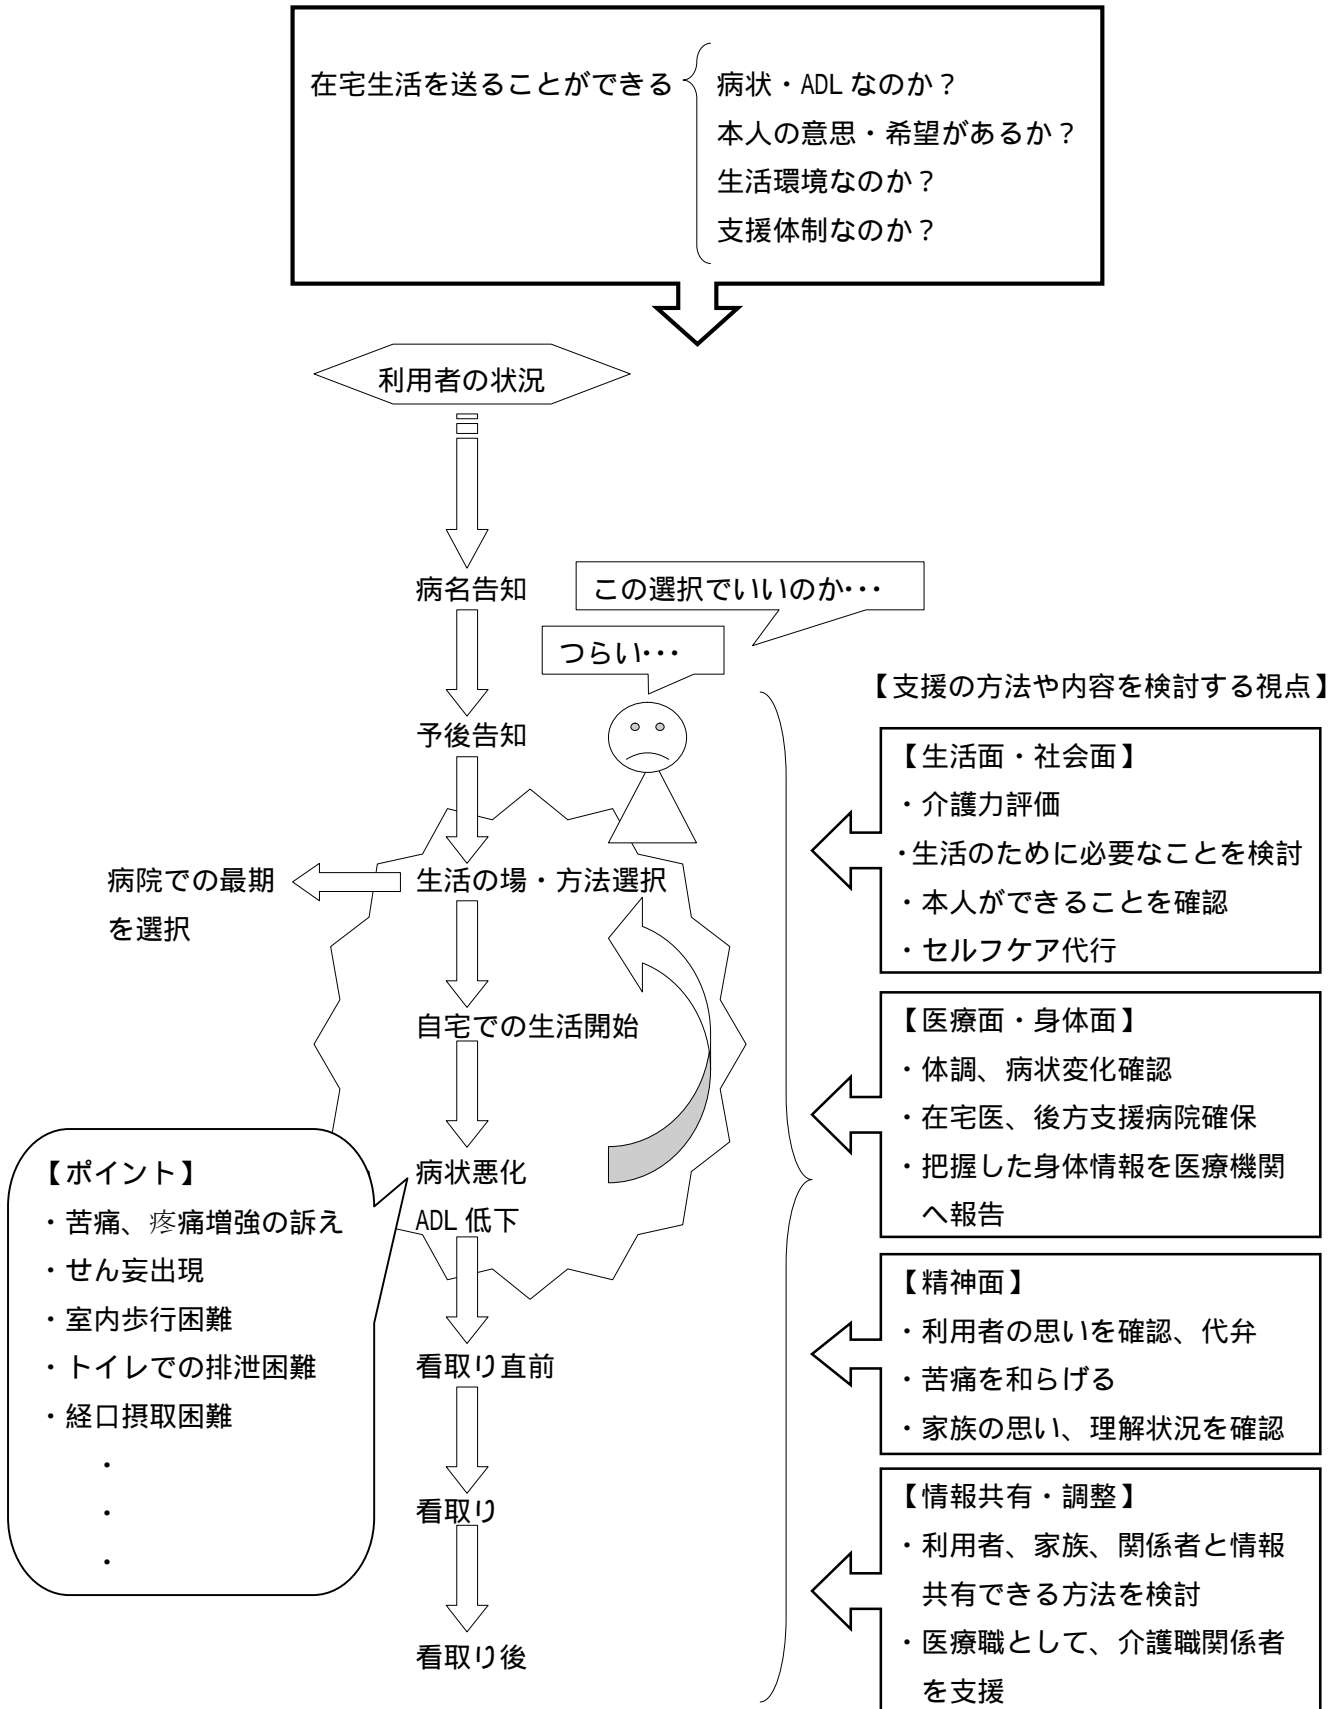 在宅生活を送ることができる
病状・ADLなのか？
本人の意思・希望があるか？
生活環境なのか？
支援体制なのか？
利用者の状況
病名告知
この選択でいいのか・・・
つらい・・・
予後告知
生活の場・方法選択
病院での最期
を選択
自宅での生活開始
病状悪化
ADL低下
看取り直前
看取り
看取り後
【ポイント】
・苦痛、疼痛増強の訴え
・せん妄出現
・室内歩行困難
・トイレでの排泄困難
・経口摂取困難
・
・
・
【支援の方法や内容を検討する視点】
【生活面・社会面】
・介護力評価
・生活のために必要なことを検討
・本人ができることを確認
・セルフケア代行
【医療面・身体面】
・体調、病状変化確認
・在宅医、後方支援病院確保
・把握した身体情報を医療機関
へ報告
【精神面】
・利用者の思いを確認、代弁
・苦痛を和らげる
・家族の思い、理解状況を確認
【情報共有・調整】
・利用者、家族、関係者と情報
共有できる方法を検討
・医療職として、介護職関係者
を支援